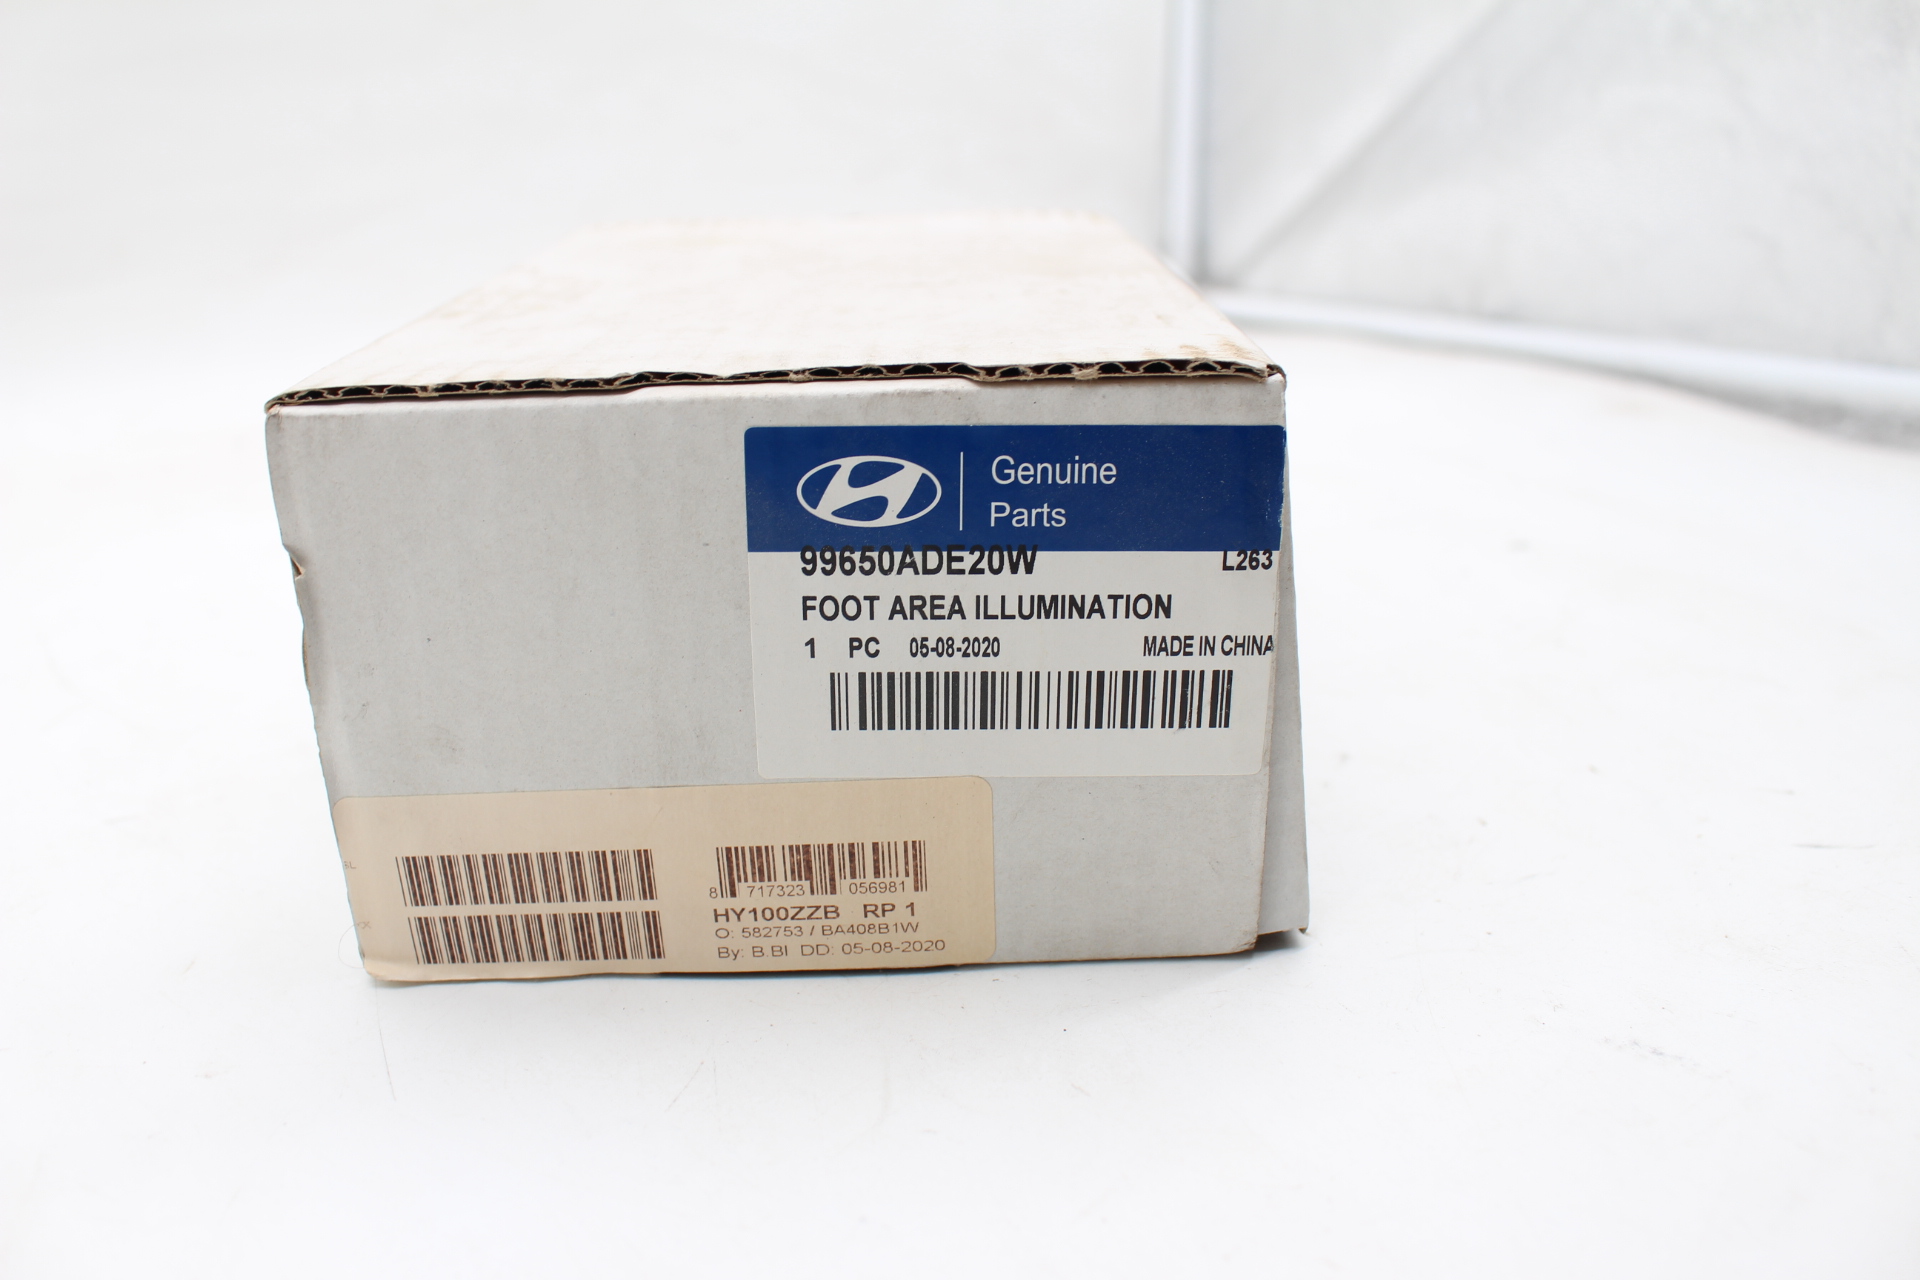 Genuine
Parts
99650ADE20W L263
FOOT AREA ILLUMINATION
1 PC 05-08-2020 MADE IN CHINA
8 717323 056981
HY100ZZB RP 1
O: 582753 / BA408B1W
By: B.BI DD: 05-08-2020